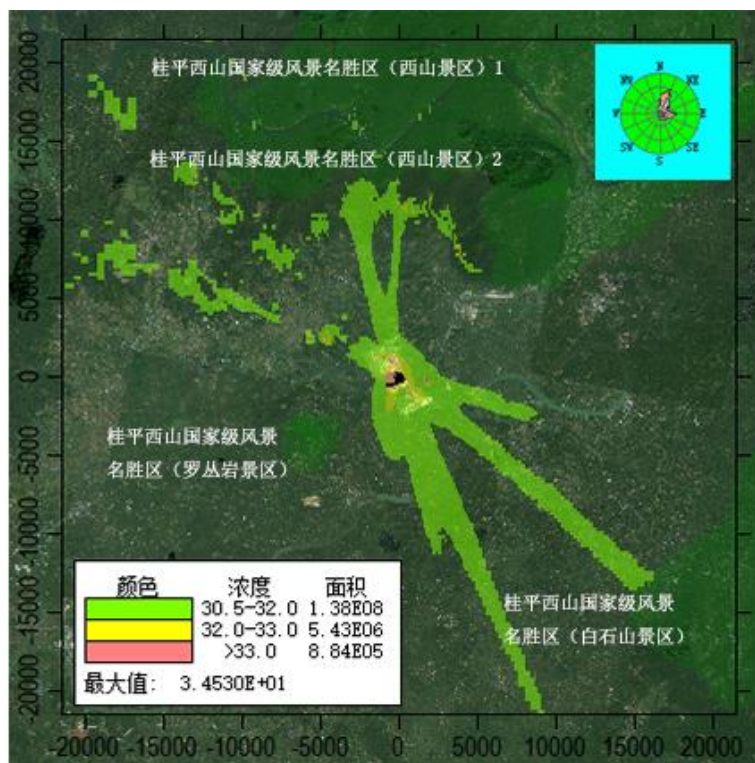 桂平西山国家级风景名胜区（西山景区）1
桂平西山国家级风景名胜区（西山景区）2
N
NW NE
W E
SW SE
S
桂平西山国家级风景
名胜区（罗丛岩景区）
桂平西山国家级风景
名胜区（白石山景区）
颜色 浓度 面积
30.5-32.0 1.38E08
32.0-33.0 5.43E06
>33.0 8.84E05
最大值: 3.4530E+01
20000
15000
10000
5000
0
-5000
-10000
-15000
-20000
-20000 -15000 -10000 -5000 0 5000 10000 15000 20000